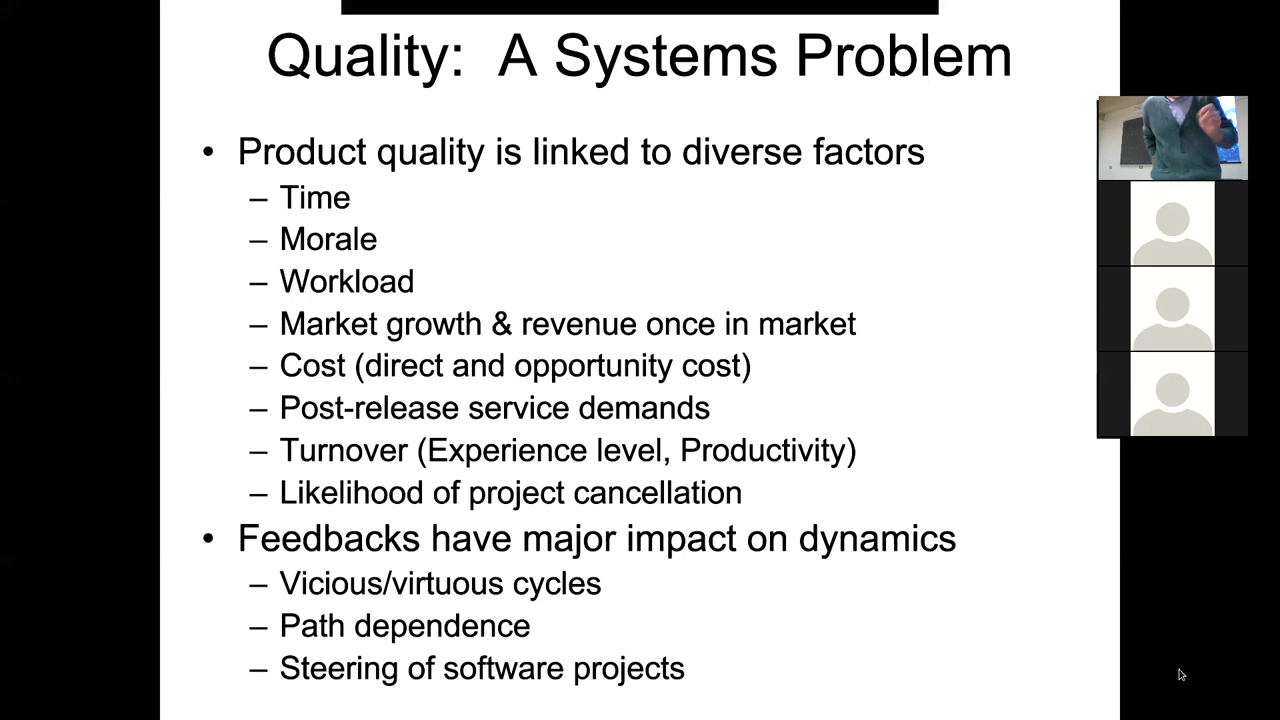 Quality: A Systems Problem
• Product quality is linked to diverse factors
– Time
– Morale
– Workload
– Market growth & revenue once in market
– Cost (direct and opportunity cost)
– Post-release service demands
– Turnover (Experience level, Productivity)
– Likelihood of project cancellation
• Feedbacks have major impact on dynamics
– Vicious/virtuous cycles
– Path dependence
– Steering of software projects